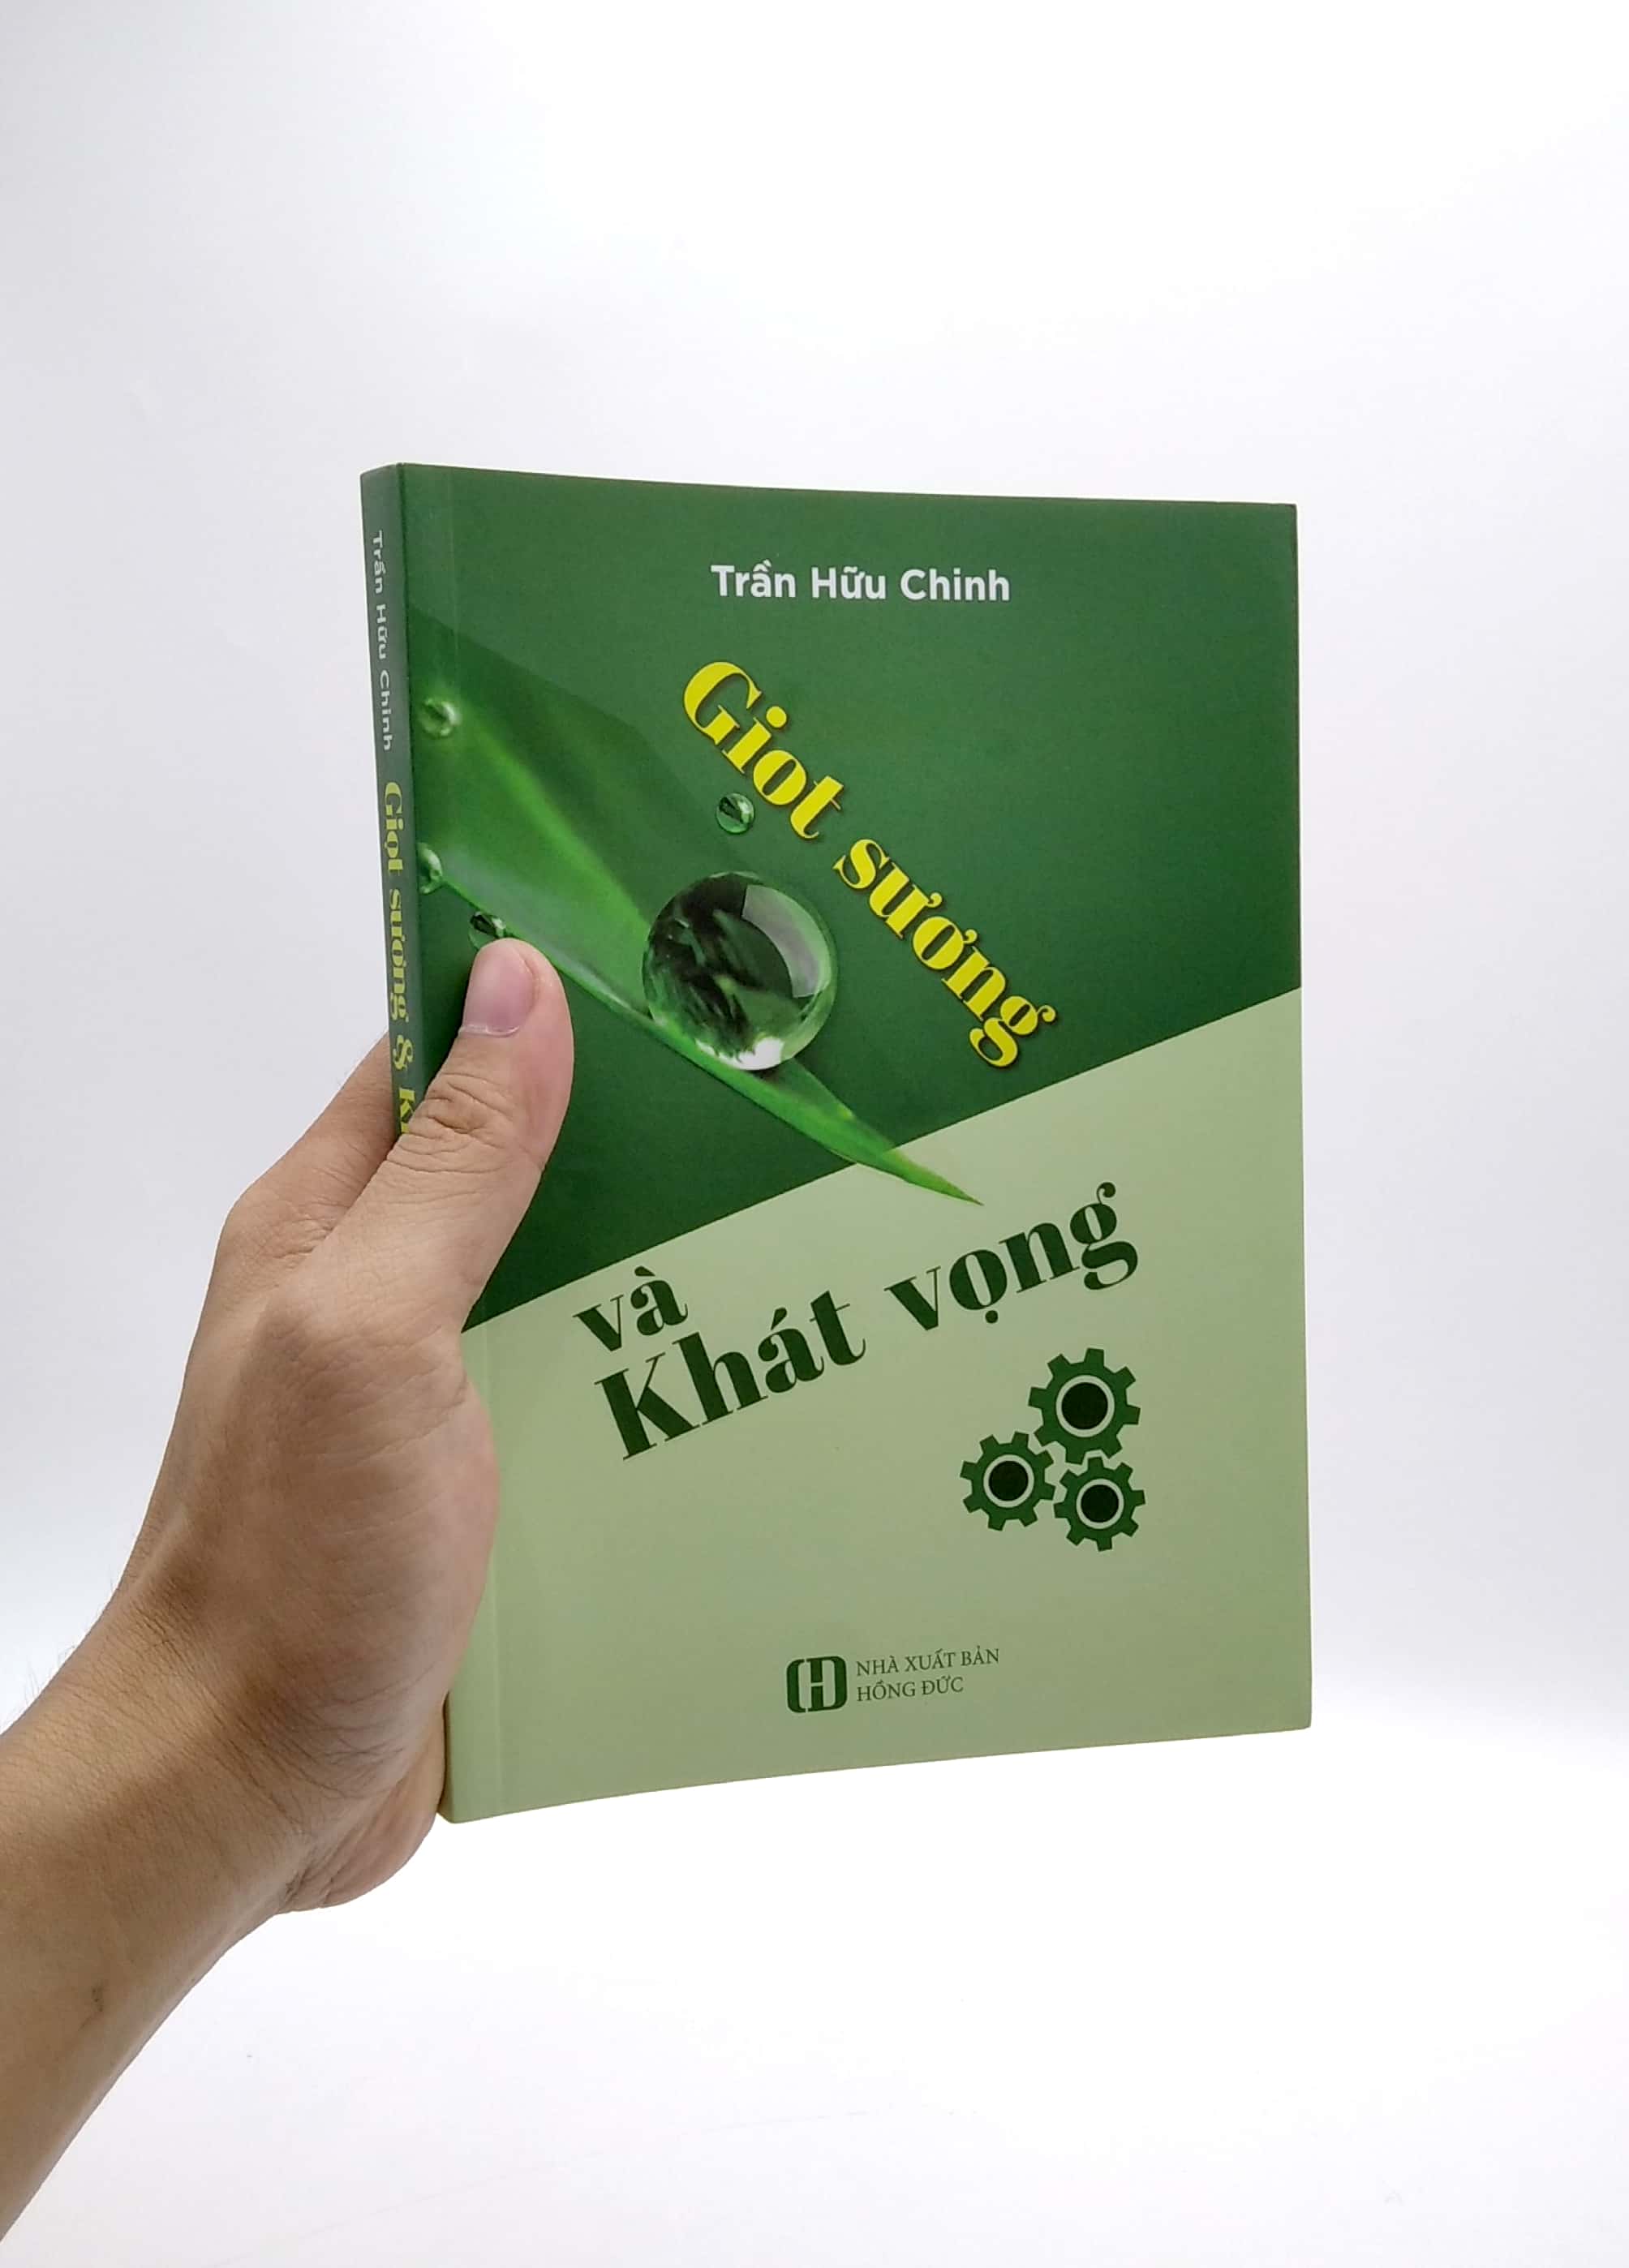 Trần Hữu Chinh
Giọt sương
và
Khát vọng
NHÀ XUẤT BẢN
HỒNG ĐỨC
Trần Hữu Chinh Giọt sương &